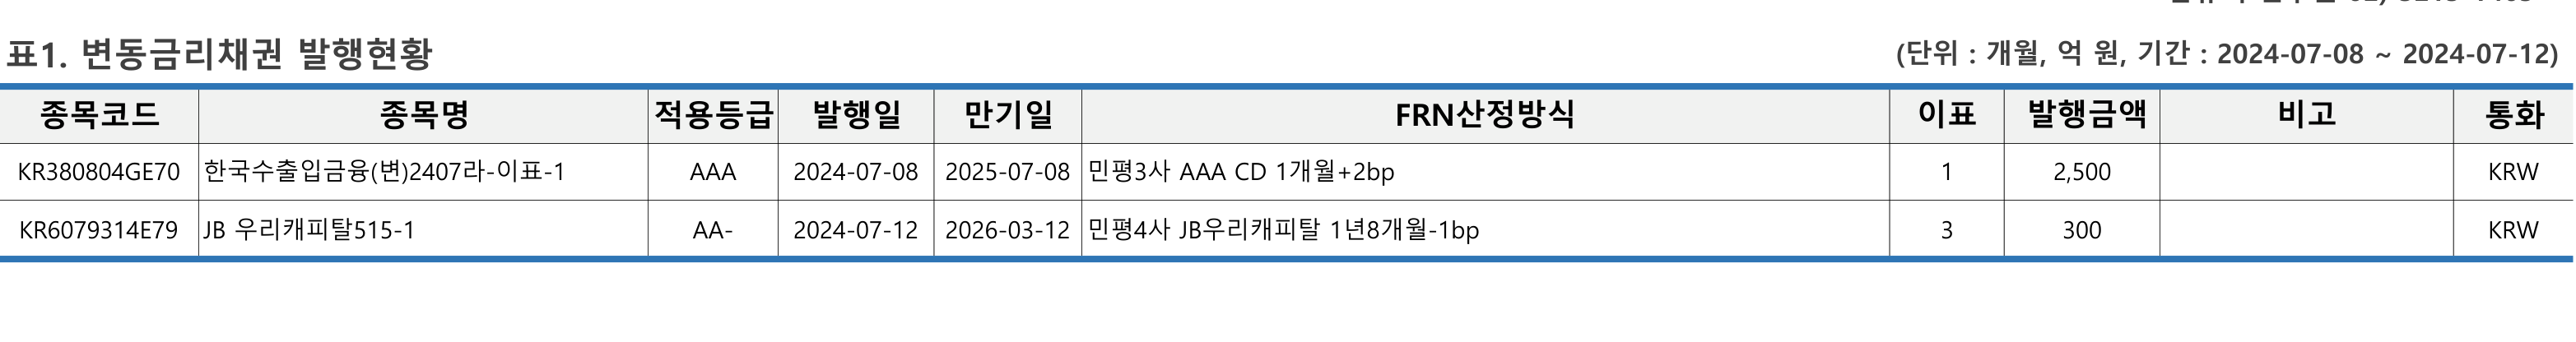 표1. 변동금리채권 발행현황
(단위 : 개월, 억 원, 기간 : 2024-07-08 ~ 2024-07-12)
종목코드 종목명 적용등급 발행일 만기일 FRN산정방식 이표 발행금액 비고 통화
KR380804GE70 한국수출입금융(변)2407라-이표-1 AAA 2024-07-08 2025-07-08 민평3사 AAA CD 1개월+2bp 1 2,500 KRW
KR6079314E79 JB 우리캐피탈515-1 AA- 2024-07-12 2026-03-12 민평4사 JB우리캐피탈 1년8개월-1bp 3 300 KRW